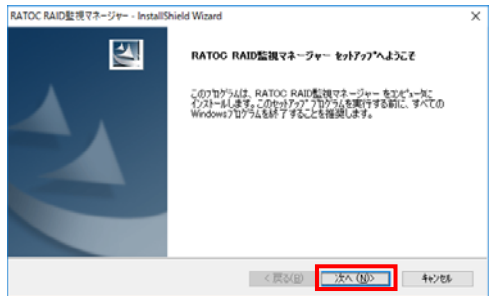 RATOC RAID監視マネージャー - InstallShield Wizard
RATOC RAID監視マネージャー セットアップへようこそ
このプログラムは、RATOC RAID監視マネージャー をコンピュータに
インストールします。このセットアップ プログラムを実行する前に、すべての
Windowsプログラムを終了することを推奨します。
< 戻る(B)
次へ(N)>
キャンセル